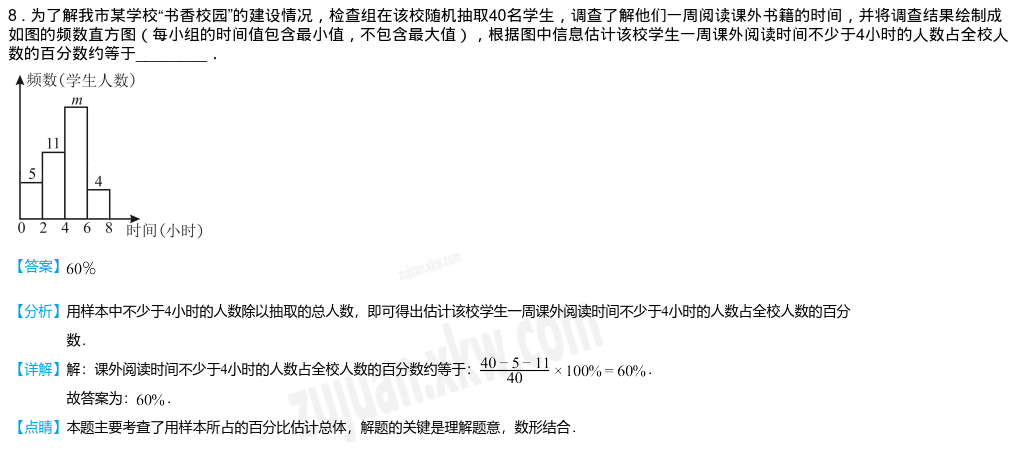 8．为了解我市某学校“书香校园”的建设情况，检查组在该校随机抽取40名学生，调查了解他们一周阅读课外书籍的时间，并将调查结果绘制成
如图的频数直方图（每小组的时间值包含最小值，不包含最大值），根据图中信息估计该校学生一周课外阅读时间不少于4小时的人数占全校人
数的百分数约等于_________．
频数(学生人数)
m
11
5
4
0 2 4 6 8 时间(小时)
【答案】60%
【分析】用样本中不少于4小时的人数除以抽取的总人数，即可得出估计该校学生一周课外阅读时间不少于4小时的人数占全校人数的百分
数．
【详解】解：课外阅读时间不少于4小时的人数占全校人数的百分数约等于：(40－5－11)/40 × 100% = 60%．
故答案为：60%．
【点睛】本题主要考查了用样本所占的百分比估计总体，解题的关键是理解题意，数形结合．
zujuan.xkw.com
zujuan.xkw.com